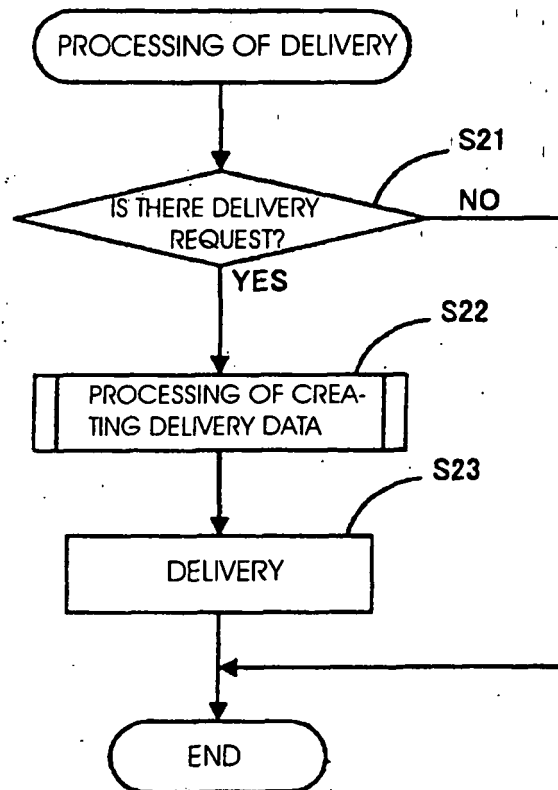 PROCESSING OF DELIVERY
S21
IS THERE DELIVERY
REQUEST?
NO
YES
S22
PROCESSING OF CREA-
TING DELIVERY DATA
S23
DELIVERY
END